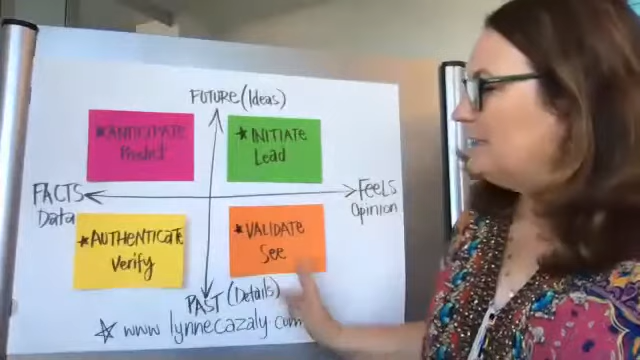 FUTURE (Ideas)
★ANTICIPATE
Predict
★INITIATE
Lead
FACTS
Data
FEELS
Opinion
★AUTHENTICATE
Verify
★VALIDATE
See
PAST (Details)
★ www lynnecazaly.com